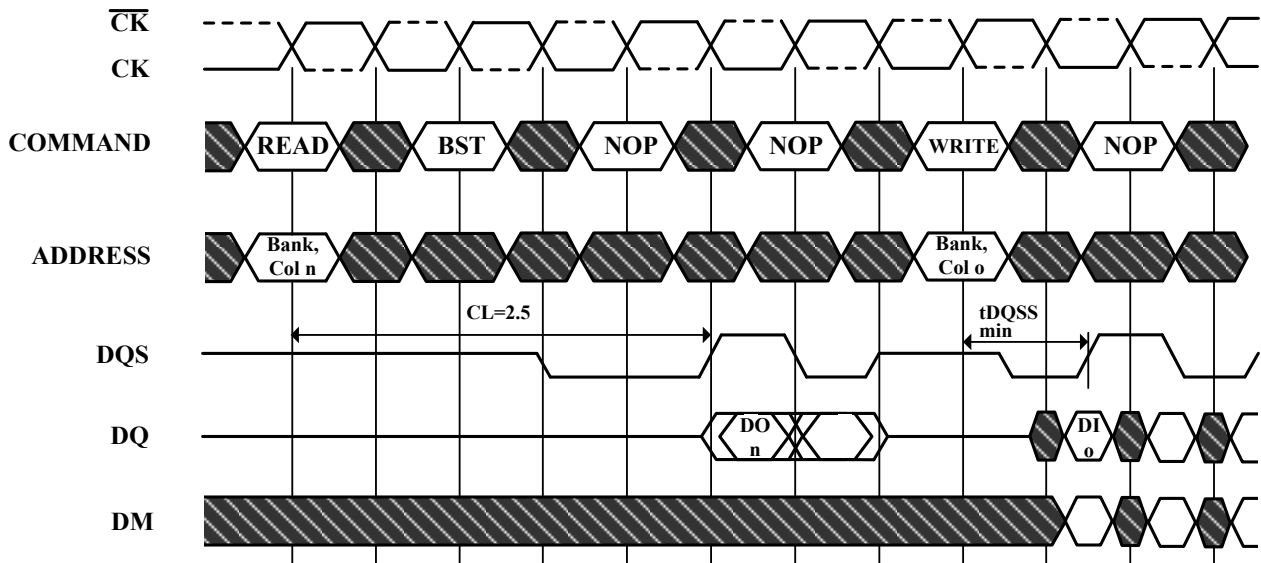 CK
CK
COMMAND
READ
BST
NOP
NOP
WRITE
NOP
ADDRESS
Bank,
Col n
Bank,
Col o
CL=2.5
tDQSS
min
DQS
DQ
DO
n
DI
o
DM